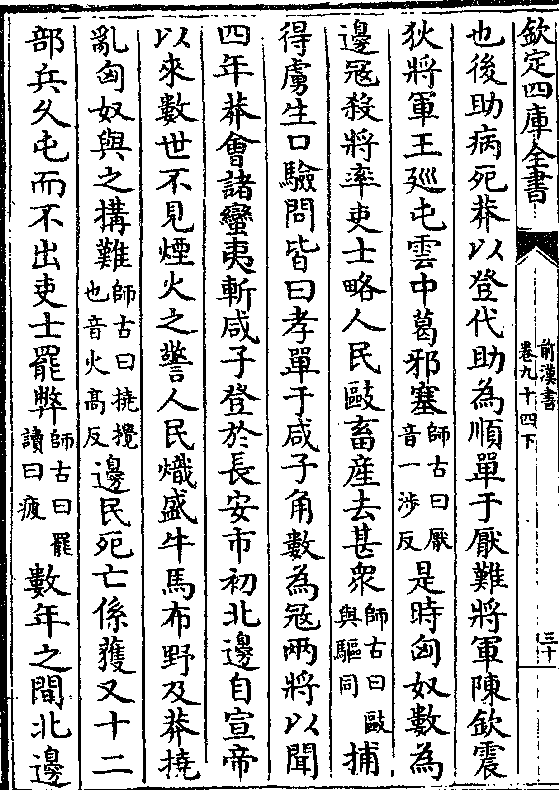 欽定四庫全書
前漢書
卷九十四下
三十
也後助病死莽以登代助為順單于厭難將軍陳欽震
狄將軍王廵屯雲中葛邪塞師古曰厭音一涉反是時匈奴數為
邊冦殺將率吏士略人民敺畜産去甚衆師古曰敺與驅同捕
得虜生口驗問皆曰孝單于咸子角數為冦兩將以聞
四年莽會諸蠻夷斬咸子登於長安市初北邊自宣帝
以來數世不見煙火之警人民熾盛牛馬布野及莽撓
亂匈奴與之搆難師古曰撓攪也音火高反邊民死亡係獲又十二
部兵久屯而不出吏士罷弊師古曰罷讀曰疲數年之間北邊